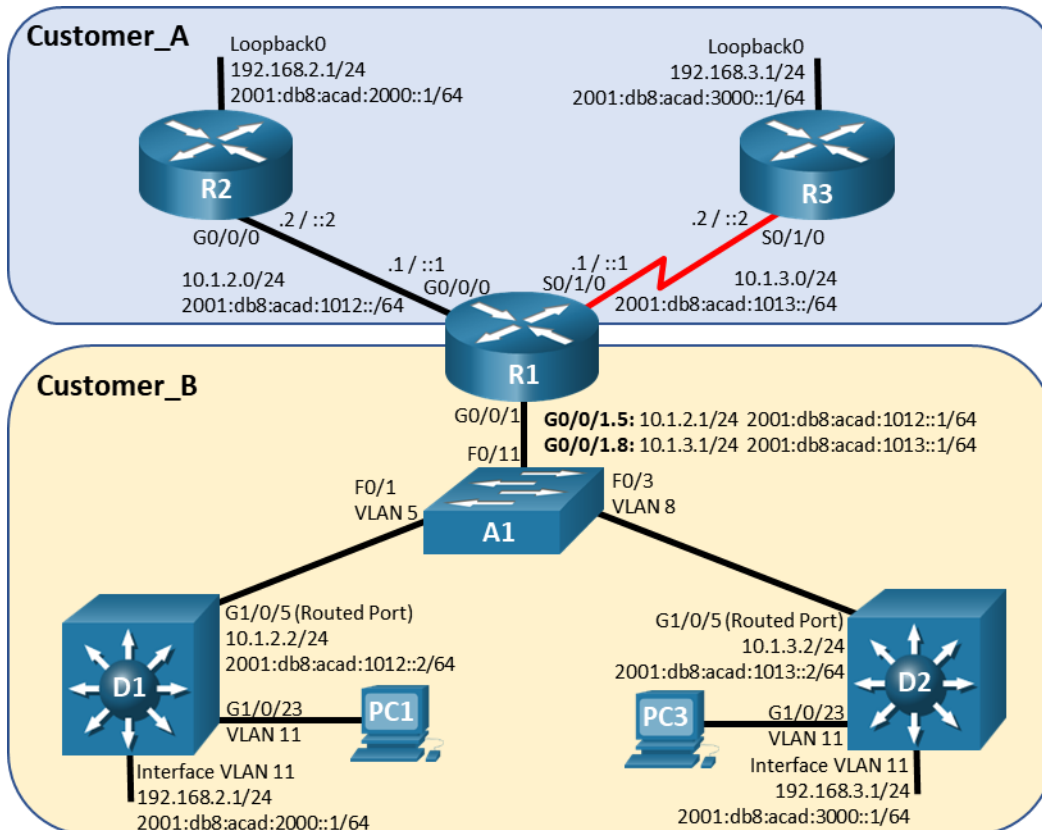 Customer_A
Loopback0
192.168.2.1/24
2001:db8:acad:2000::1/64
Loopback0
192.168.3.1/24
2001:db8:acad:3000::1/64
R2
R3
.2 / ::2
G0/0/0
.2 / ::2
S0/1/0
10.1.2.0/24
2001:db8:acad:1012::/64
.1 / ::1
G0/0/0
.1 / ::1
S0/1/0
10.1.3.0/24
2001:db8:acad:1013::/64
R1
Customer_B
G0/0/1
G0/0/1.5: 10.1.2.1/24 2001:db8:acad:1012::1/64
G0/0/1.8: 10.1.3.1/24 2001:db8:acad:1013::1/64
F0/11
F0/1
VLAN 5
F0/3
VLAN 8
A1
G1/0/5 (Routed Port)
10.1.2.2/24
2001:db8:acad:1012::2/64
G1/0/5 (Routed Port)
10.1.3.2/24
2001:db8:acad:1013::2/64
D1
D2
G1/0/23
VLAN 11
PC1
PC3
G1/0/23
VLAN 11
Interface VLAN 11
192.168.2.1/24
2001:db8:acad:2000::1/64
Interface VLAN 11
192.168.3.1/24
2001:db8:acad:3000::1/64